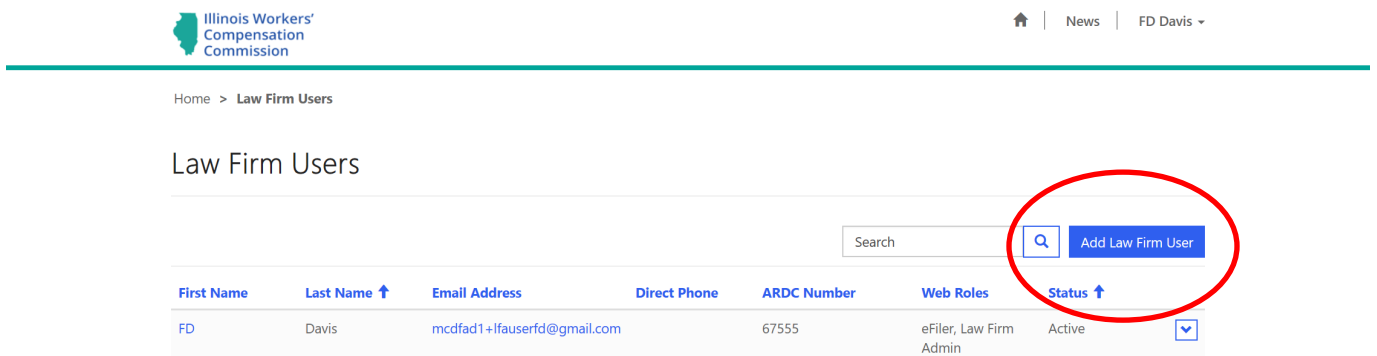 Illinois Workers'
Compensation
Commission
News
FD Davis
Home > Law Firm Users
Law Firm Users
Search
Add Law Firm User
First Name Last Name Email Address Direct Phone ARDC Number Web Roles Status
FD Davis mcdfad1+lfauserfd@gmail.com 67555 eFiler, Law Firm Active
Admin